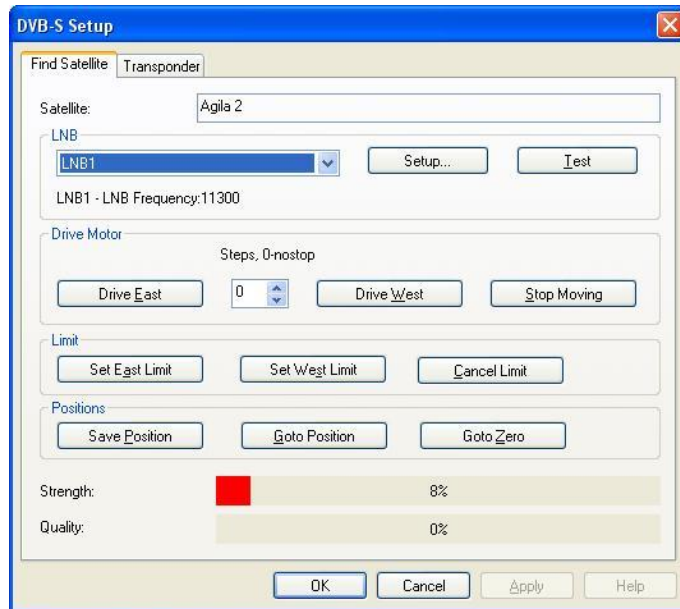 DVB-S Setup
Find Satellite Transponder
Satellite: Agila 2
LNB
LNB1 Setup... Test
LNB1 - LNB Frequency:11300
Drive Motor
Steps, 0-nostop
Drive East 0 Drive West Stop Moving
Limit
Set East Limit Set West Limit Cancel Limit
Positions
Save Position Goto Position Goto Zero
Strength: 8%
Quality: 0%
OK Cancel Apply Help